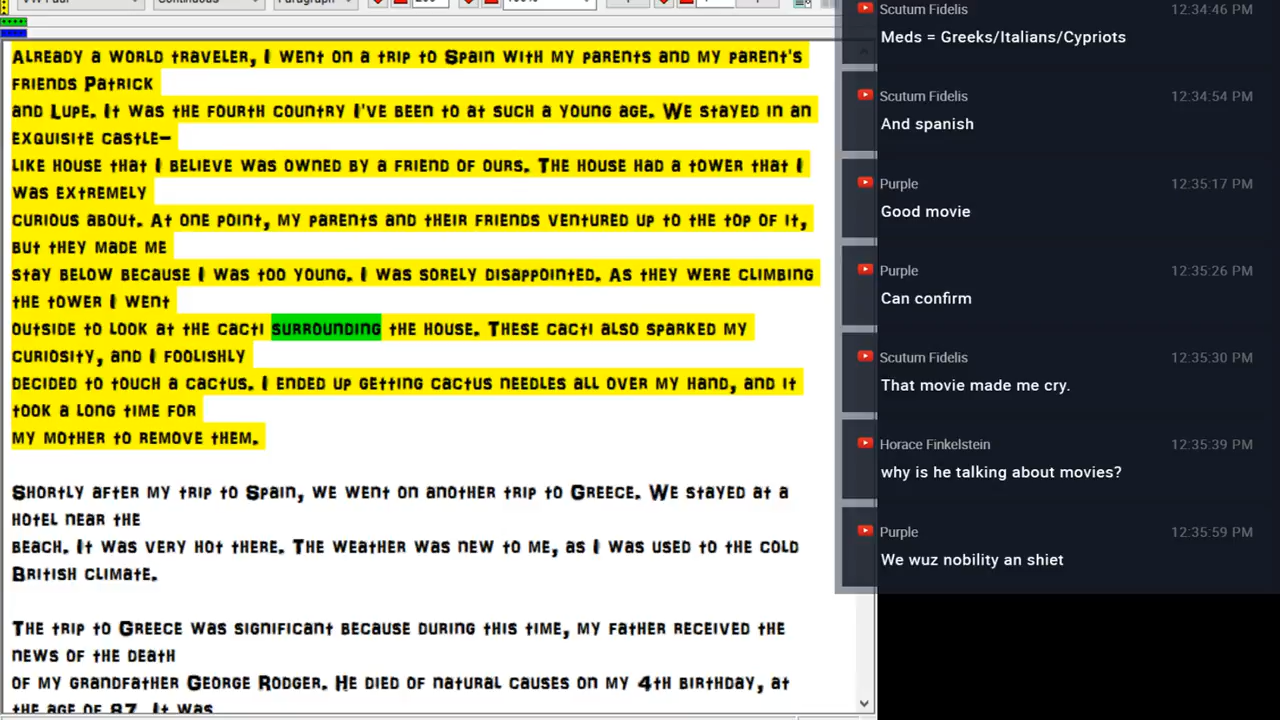 VW Paul Continuous Paragraph 100%
Already a world traveler, I went on a trip to Spain with my parents and my parent's
friends Patrick
and Lupe. It was the fourth country I've been to at such a young age. We stayed in an
exquisite castle-
like house that I believe was owned by a friend of ours. The house had a tower that I
was extremely
curious about. At one point, my parents and their friends ventured up to the top of it,
but they made me
stay below because I was too young. I was sorely disappointed. As they were climbing
the tower I went
outside to look at the cacti surrounding the house. These cacti also sparked my
curiosity, and I foolishly
decided to touch a cactus. I ended up getting cactus needles all over my hand, and it
took a long time for
my mother to remove them.
Shortly after my trip to Spain, we went on another trip to Greece. We stayed at a
hotel near the
beach. It was very hot there. The weather was new to me, as I was used to the cold
British climate.
The trip to Greece was significant because during this time, my father received the
news of the death
of my grandfather George Rodger. He died of natural causes on my 4th birthday, at
the age of 87. It was
Scutum Fidelis 12:34:46 PM
Meds = Greeks/Italians/Cypriots
Scutum Fidelis 12:34:54 PM
And spanish
Purple 12:35:17 PM
Good movie
Purple 12:35:26 PM
Can confirm
Scutum Fidelis 12:35:30 PM
That movie made me cry.
Horace Finkelstein 12:35:39 PM
why is he talking about movies?
Purple 12:35:59 PM
We wuz nobility an shiet